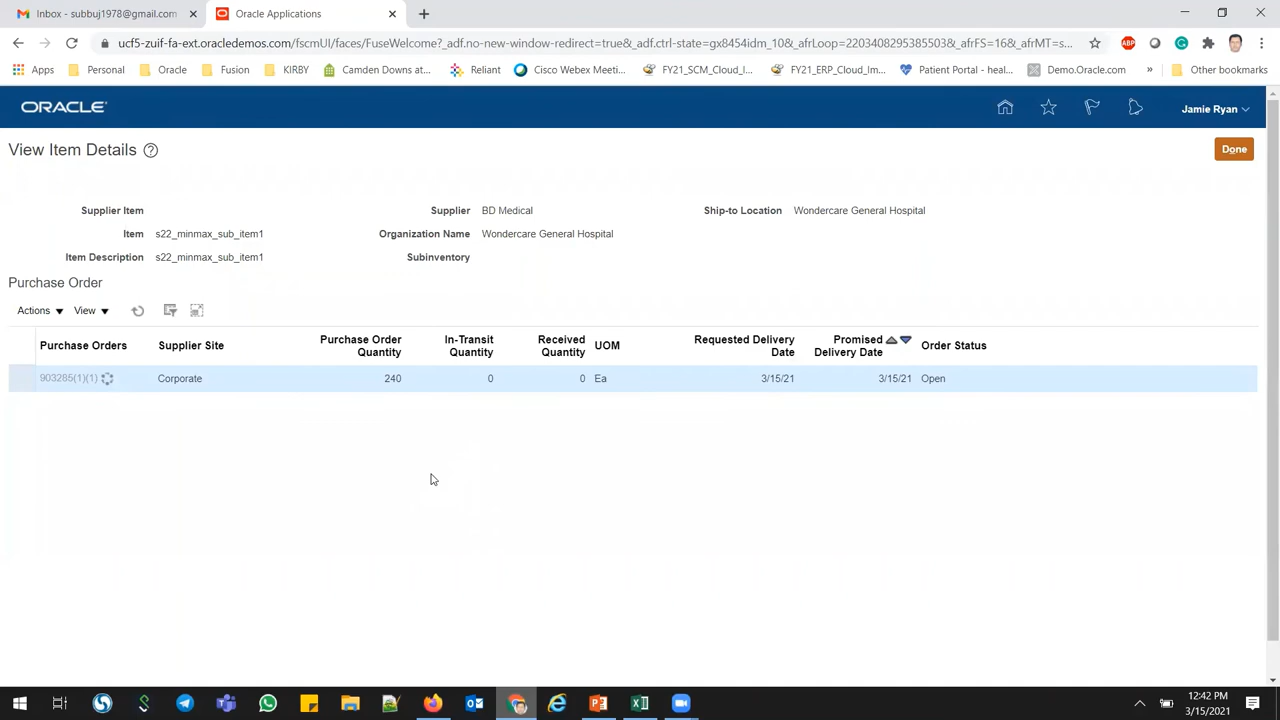 Inbox - subbuj1978@gmail.com
Oracle Applications
ucf5-zuif-fa-ext.oracledemos.com/fscmUI/faces/FuseWelcome?_adf.no-new-window-redirect=true&_adf.ctrl-state=gx8454idm_10&_afrLoop=22034082953855503&_afrFS=16&_afrMT=s...
ABP
Apps Personal Oracle Fusion KIRBY Camden Downs at... Reliant Cisco Webex Meeti... FY21_SCM_Cloud_I... FY21_ERP_Cloud_Im... Patient Portal - heal... Demo.Oracle.com » Other bookmarks
ORACLE
Jamie Ryan
View Item Details ?
Done
Supplier Item Supplier BD Medical Ship-to Location Wondercare General Hospital
Item s22_minmax_sub_item1 Organization Name Wondercare General Hospital
Item Description s22_minmax_sub_item1 Subinventory
Purchase Order
Actions View
Purchase Orders Supplier Site Purchase Order Quantity In-Transit Quantity Received Quantity UOM Requested Delivery Date Promised Delivery Date Order Status
903285(1)(1) Corporate 240 0 0 Ea 3/15/21 3/15/21 Open
12:42 PM
3/15/2021